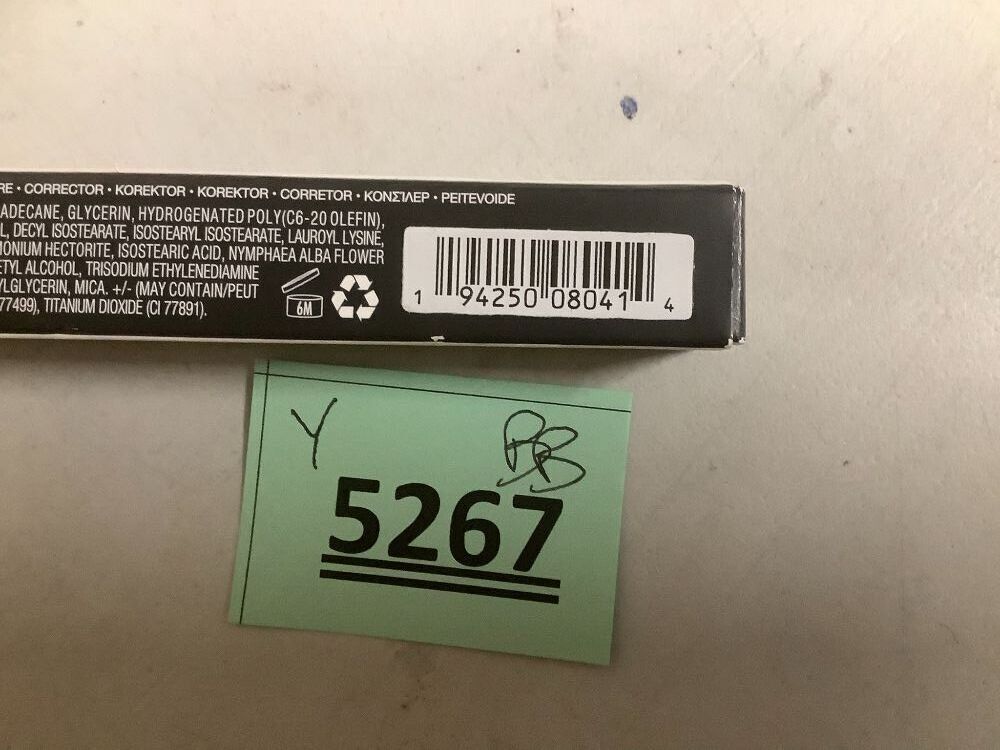 RE • CORRECTOR • KOREKTOR • KOREKTOR • CORRETOR • ΚΟΝΣΙΛΕΡ • PEITEVOIDE
ADECANE, GLYCERIN, HYDROGENATED POLY(C6-20 OLEFIN),
L, DECYL ISOSTEARATE, ISOSTEARYL ISOSTEARATE, LAUROYL LYSINE,
MONIUM HECTORITE, ISOSTEARIC ACID, NYMPHAEA ALBA FLOWER
ETYL ALCOHOL, TRISODIUM ETHYLENEDIAMINE
YLGLYCERIN, MICA. +/- (MAY CONTAIN/PEUT
77499), TITANIUM DIOXIDE (CI 77891).
6M
1 94250 08041 4
Y BB
5267